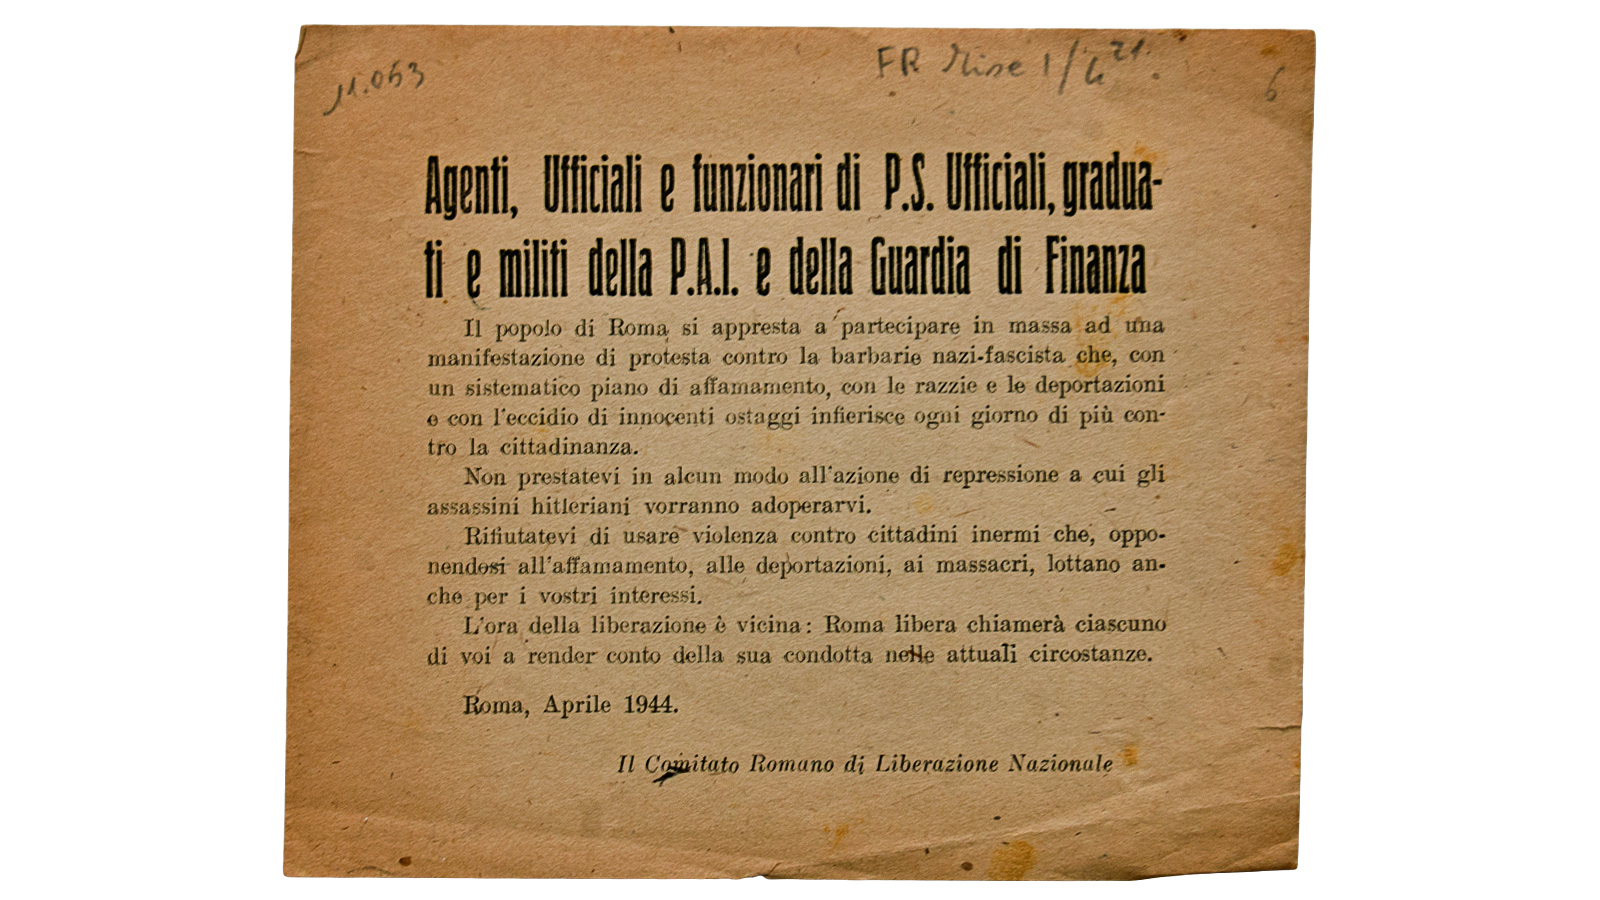 11.053
FR Mise 1/4 21.
6
Agenti, Ufficiali e funzionari di P.S. Ufficiali, gradua-
ti e militi della P.A.I. e della Guardia di Finanza
Il popolo di Roma si appresta a partecipare in massa ad una
manifestazione di protesta contro la barbarie nazi-fascista che, con
un sistematico piano di affamamento, con le razzie e le deportazioni
e con l'eccidio di innocenti ostaggi infierisce ogni giorno di più con-
tro la cittadinanza.
Non prestatevi in alcun modo all'azione di repressione a cui gli
assassini hitleriani vorranno adoperarvi.
Rifiutatevi di usare violenza contro cittadini inermi che, oppo-
nendosi all'affamamento, alle deportazioni, ai massacri, lottano an-
che per i vostri interessi.
L'ora della liberazione è vicina: Roma libera chiamerà ciascuno
di voi a render conto della sua condotta nelle attuali circostanze.
Roma, Aprile 1944.
Il Comitato Romano di Liberazione Nazionale